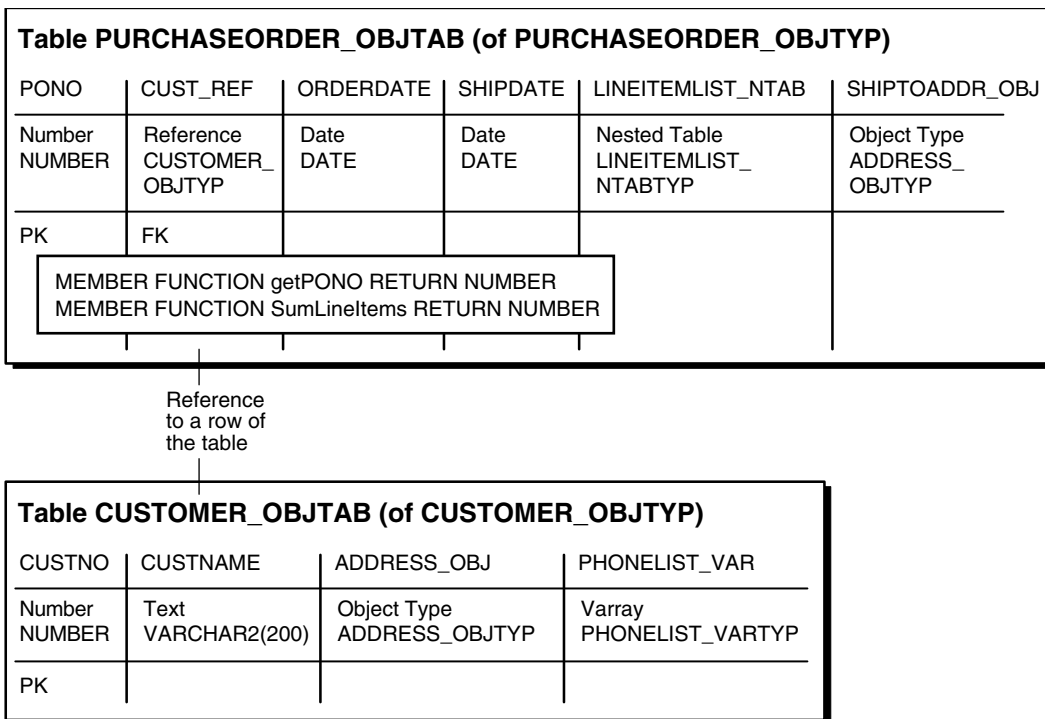 Table PURCHASEORDER_OBJTAB (of PURCHASEORDER_OBJTYP)
PONO CUST_REF ORDERDATE SHIPDATE LINEITEMLIST_NTAB SHIPTOADDR_OBJ
Number Reference Date Date Nested Table Object Type
NUMBER CUSTOMER_ DATE DATE LINEITEMLIST_ ADDRESS_
OBJTYP NTABTYP OBJTYP
PK FK
MEMBER FUNCTION getPONO RETURN NUMBER
MEMBER FUNCTION SumLineItems RETURN NUMBER
Reference
to a row of
the table
Table CUSTOMER_OBJTAB (of CUSTOMER_OBJTYP)
CUSTNO CUSTNAME ADDRESS_OBJ PHONELIST_VAR
Number Text Object Type Varray
NUMBER VARCHAR2(200) ADDRESS_OBJTYP PHONELIST_VARTYP
PK